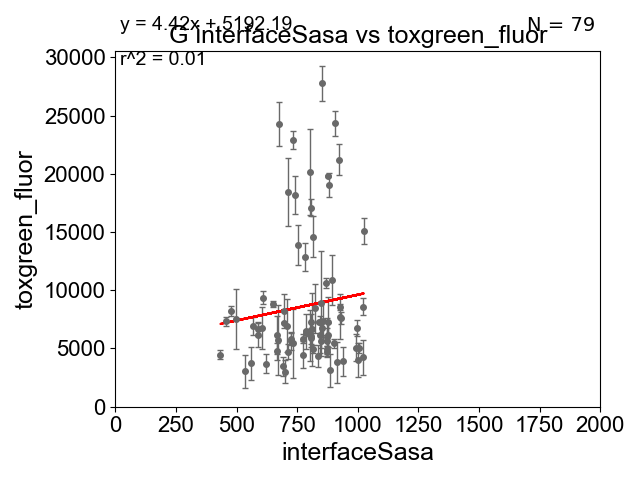 y = 4.42x + 5192.19
N = 79
G InterfaceSasa vs toxgreen_fluor
r^2 = 0.01
30000
25000
20000
15000
10000
5000
0
toxgreen_fluor
0 250 500 750 1000 1250 1500 1750 2000
interfaceSasa